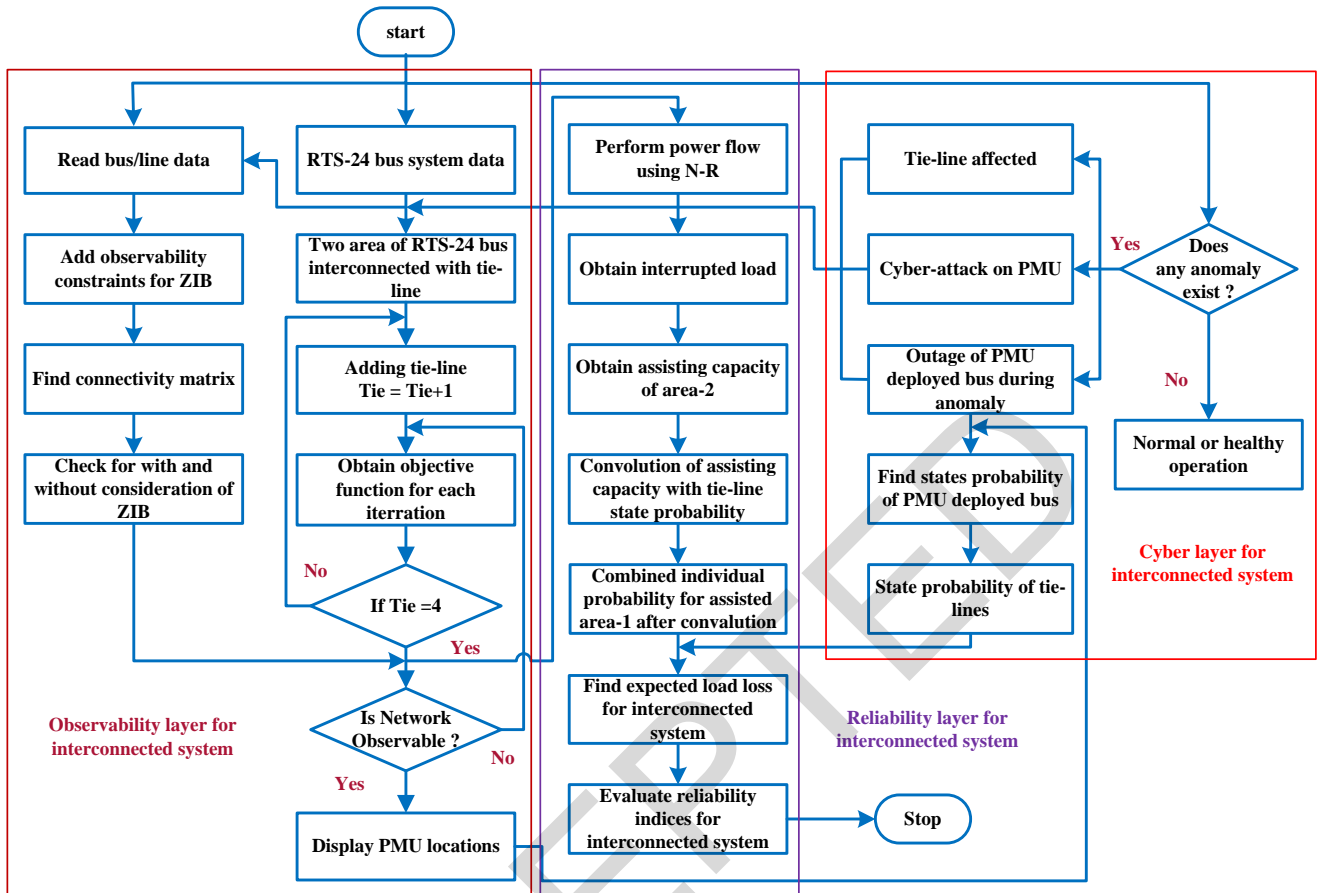 start
Read bus/line data
Add observability
constraints for ZIB
Find connectivity matrix
Check for with and
without consideration of
ZIB
RTS-24 bus system data
Two area of RTS-24 bus
interconnected with tie-
line
Adding tie-line
Tie = Tie+1
Obtain objective
function for each
iterration
No
If Tie =4
Yes
Is Network
Observable ?
No
Yes
Display PMU locations
Observability layer for
interconnected system
Perform power flow
using N-R
Obtain interrupted load
Obtain assisting capacity
of area-2
Convolution of assisting
capacity with tie-line
state probability
Combined individual
probability for assisted
area-1 after convalution
Find expected load loss
for interconnected
system
Evaluate reliability
indices for
interconnected system
Stop
Reliability layer for
interconnected system
Tie-line affected
Cyber-attack on PMU
Outage of PMU
deployed bus during
anomaly
Find states probability
of PMU deployed bus
State probability of tie-
lines
Yes
Does
any anomaly
exist ?
No
Normal or healthy
operation
Cyber layer for
interconnected system
EPTED